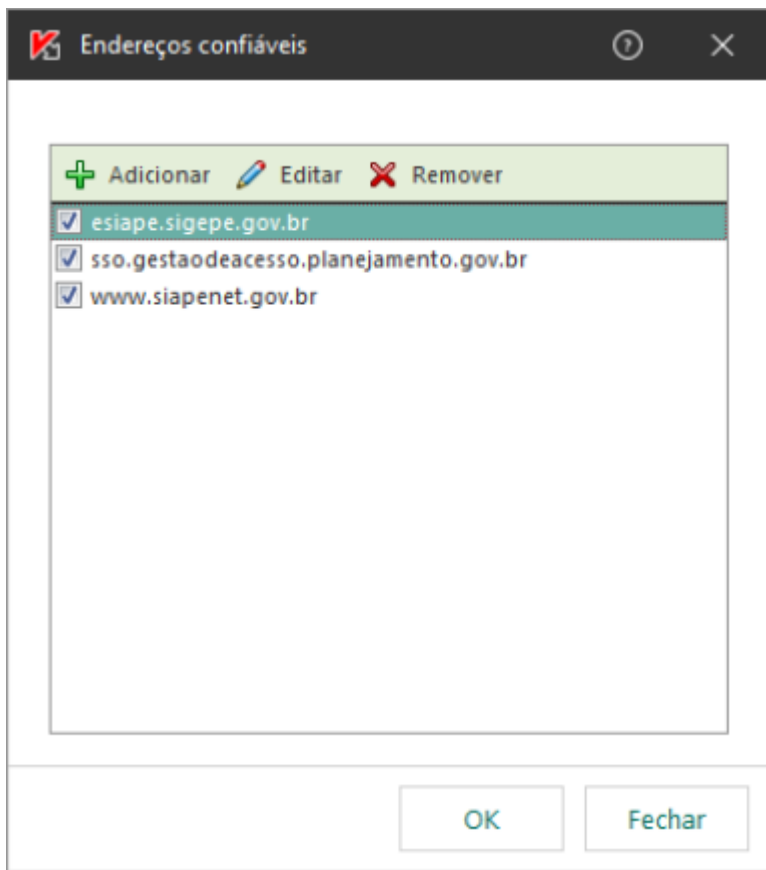 Endereços confiáveis
Adicionar Editar Remover
esiape.sigepe.gov.br
sso.gestaodeacesso.planejamento.gov.br
www.siapenet.gov.br
OK Fechar